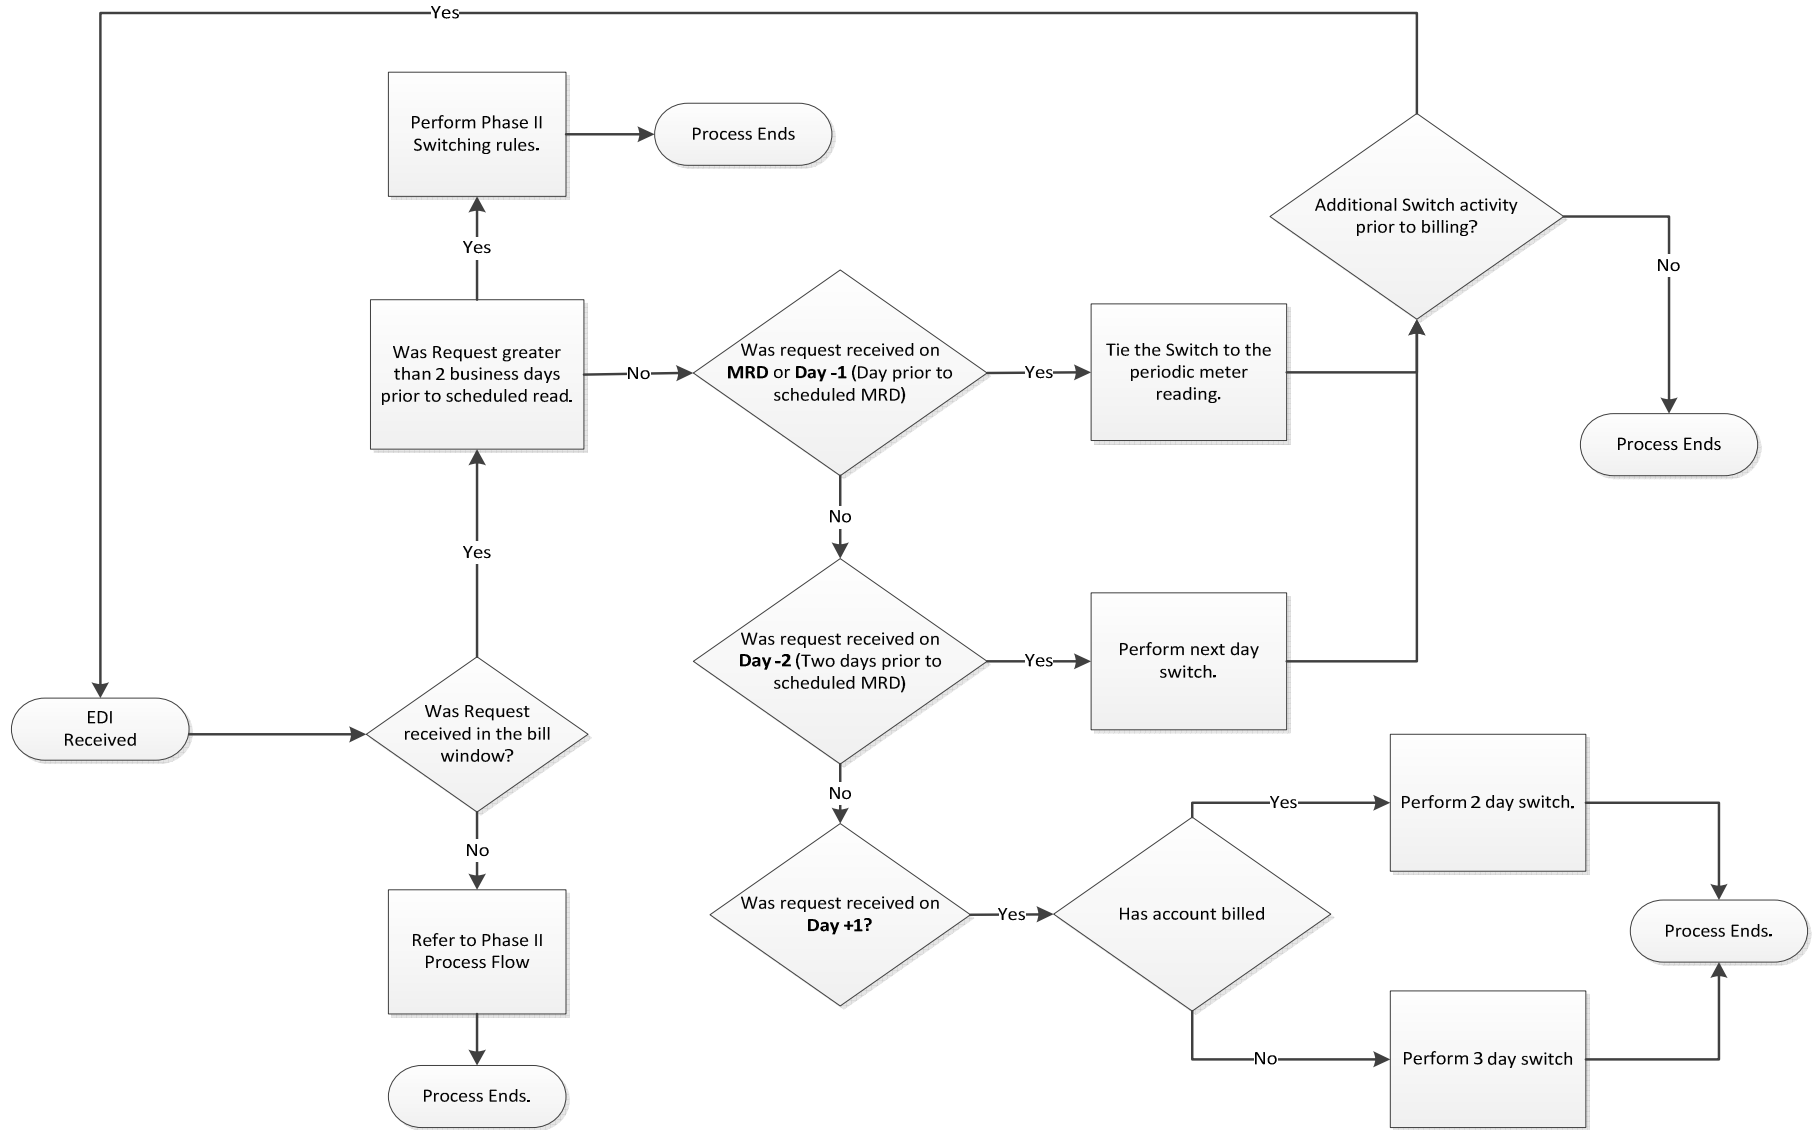 Yes
Perform Phase II
Switching rules.
Process Ends
Additional Switch activity
prior to billing?
Yes
No
Was Request greater
than 2 business days
prior to scheduled read.
No
Was request received on
MRD or Day -1 (Day prior to
scheduled MRD)
Yes
Tie the Switch to the
periodic meter
reading.
Process Ends
No
Yes
Was request received on
Day -2 (Two days prior to
scheduled MRD)
Yes
Perform next day
switch.
EDI
Received
Was Request
received in the bill
window?
No
Yes
Perform 2 day switch.
No
Was request received on
Day +1?
Yes
Has account billed
Process Ends.
Refer to Phase II
Process Flow
No
Perform 3 day switch
Process Ends.